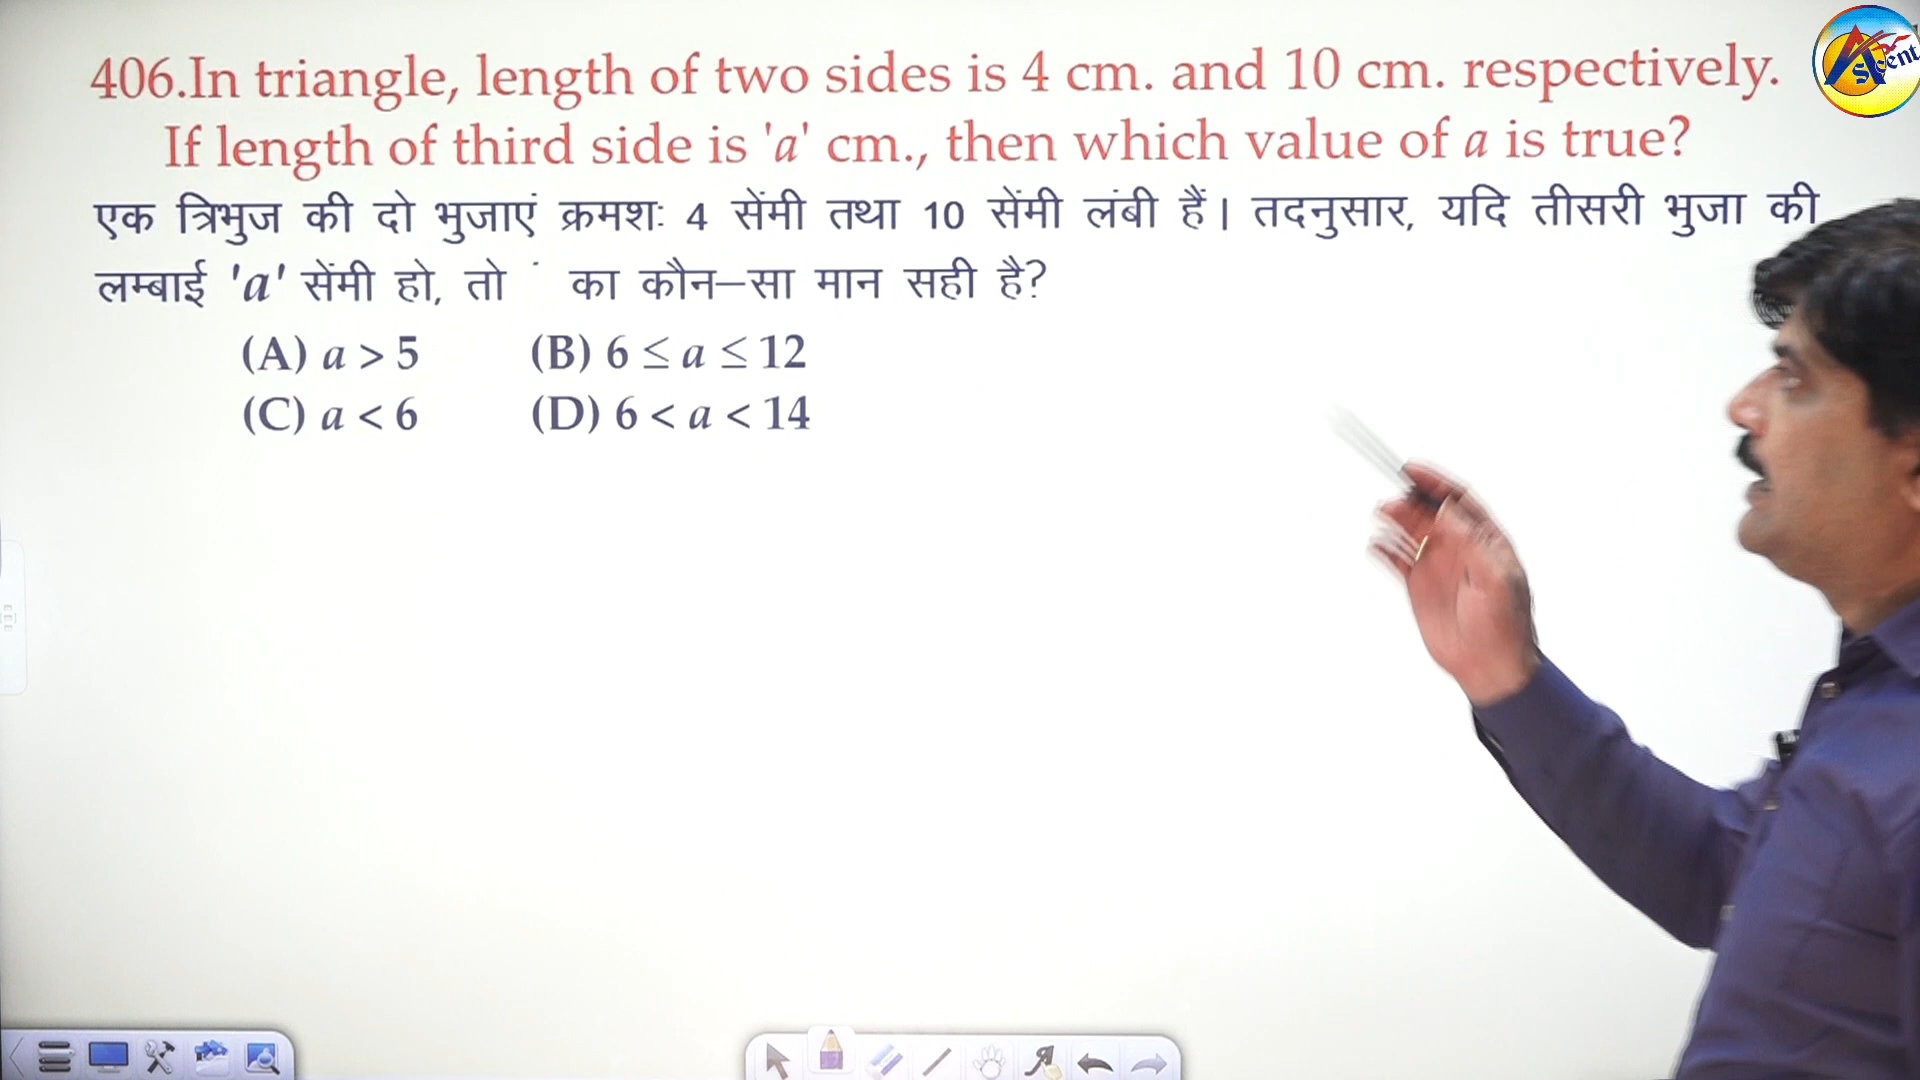 406.In triangle, length of two sides is 4 cm. and 10 cm. respectively.
If length of third side is 'a' cm., then which value of a is true?
एक त्रिभुज की दो भुजाएं क्रमशः 4 सेंमी तथा 10 सेंमी लंबी हैं। तदनुसार, यदि तीसरी भुजा की
लम्बाई 'a' सेंमी हो, तो का कौन–सा मान सही है?
(A) a > 5 (B) 6 ≤ a ≤ 12
(C) a < 6 (D) 6 < a < 14
Ascent